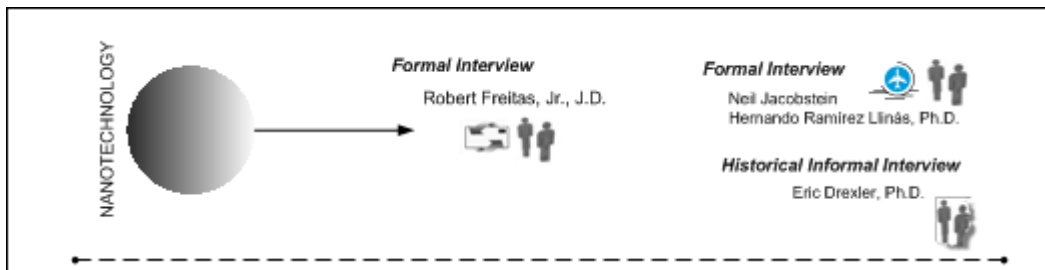 NANOTECHNOLOGY
Formal Interview
Robert Freitas, Jr., J.D.
Formal Interview
Neil Jacobstein
Hernando Ramírez Llinás, Ph.D.
Historical Informal Interview
Eric Drexler, Ph.D.